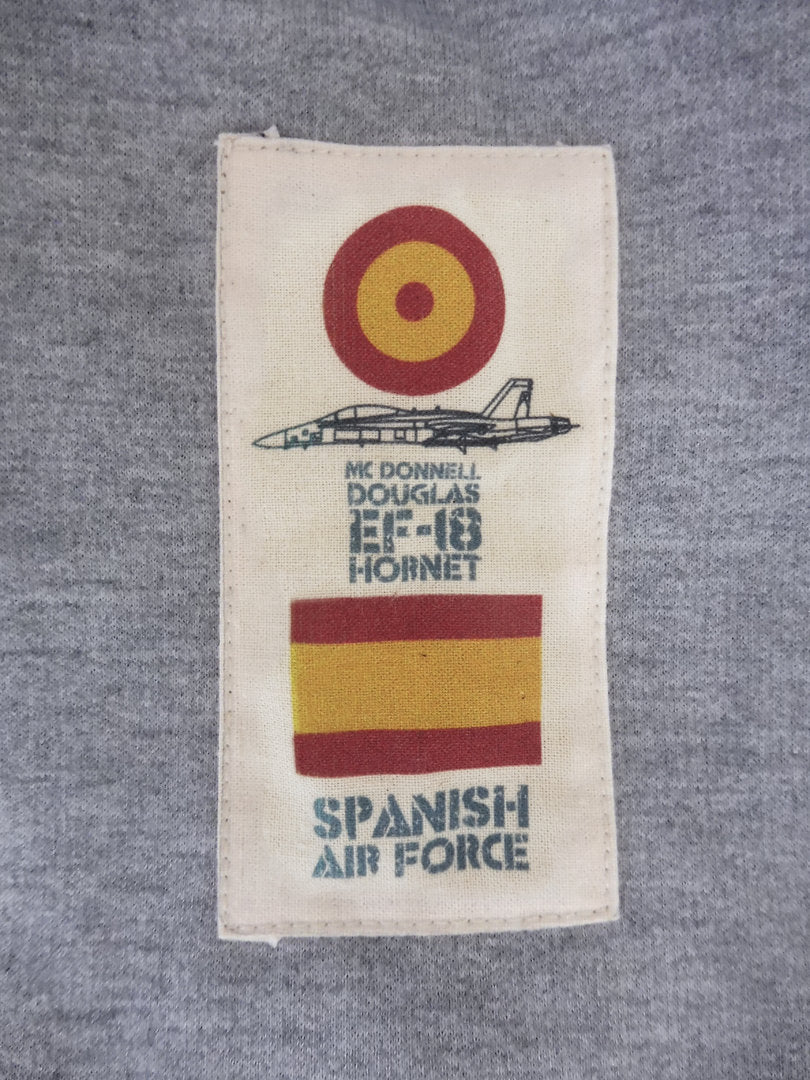 MC DONNELL
DOUGLAS
EF-18
HORNET
SPANISH
AIR FORCE